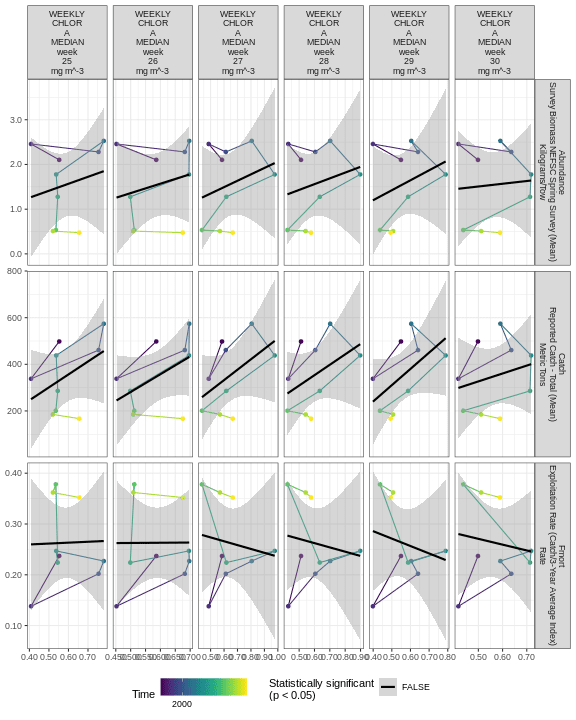 WEEKLY
CHLOR
A
MEDIAN
week
25
mg m^-3
WEEKLY
CHLOR
A
MEDIAN
week
26
mg m^-3
WEEKLY
CHLOR
A
MEDIAN
week
27
mg m^-3
WEEKLY
CHLOR
A
MEDIAN
week
28
mg m^-3
WEEKLY
CHLOR
A
MEDIAN
week
29
mg m^-3
WEEKLY
CHLOR
A
MEDIAN
week
30
mg m^-3
3.0
2.0
1.0
0.0
Abundance
Survey Biomass NEFSC Spring Survey (Mean)
Kilograms/Tow
800
600
400
200
Catch
Reported Catch - Total (Mean)
Metric Tons
0.40
0.30
0.20
0.10
Fmort
Exploitation Rate (Catch/3-Year Average Index)
Rate
0.40 0.50 0.60 0.70
0.50 0.60 0.70 0.80 0.90 1.00
0.50 0.60 0.70
0.50 0.60 0.70 0.80
0.40 0.50 0.60 0.70 0.80
0.50 0.60 0.70
Time
2000
Statistically significant
(p < 0.05)
FALSE